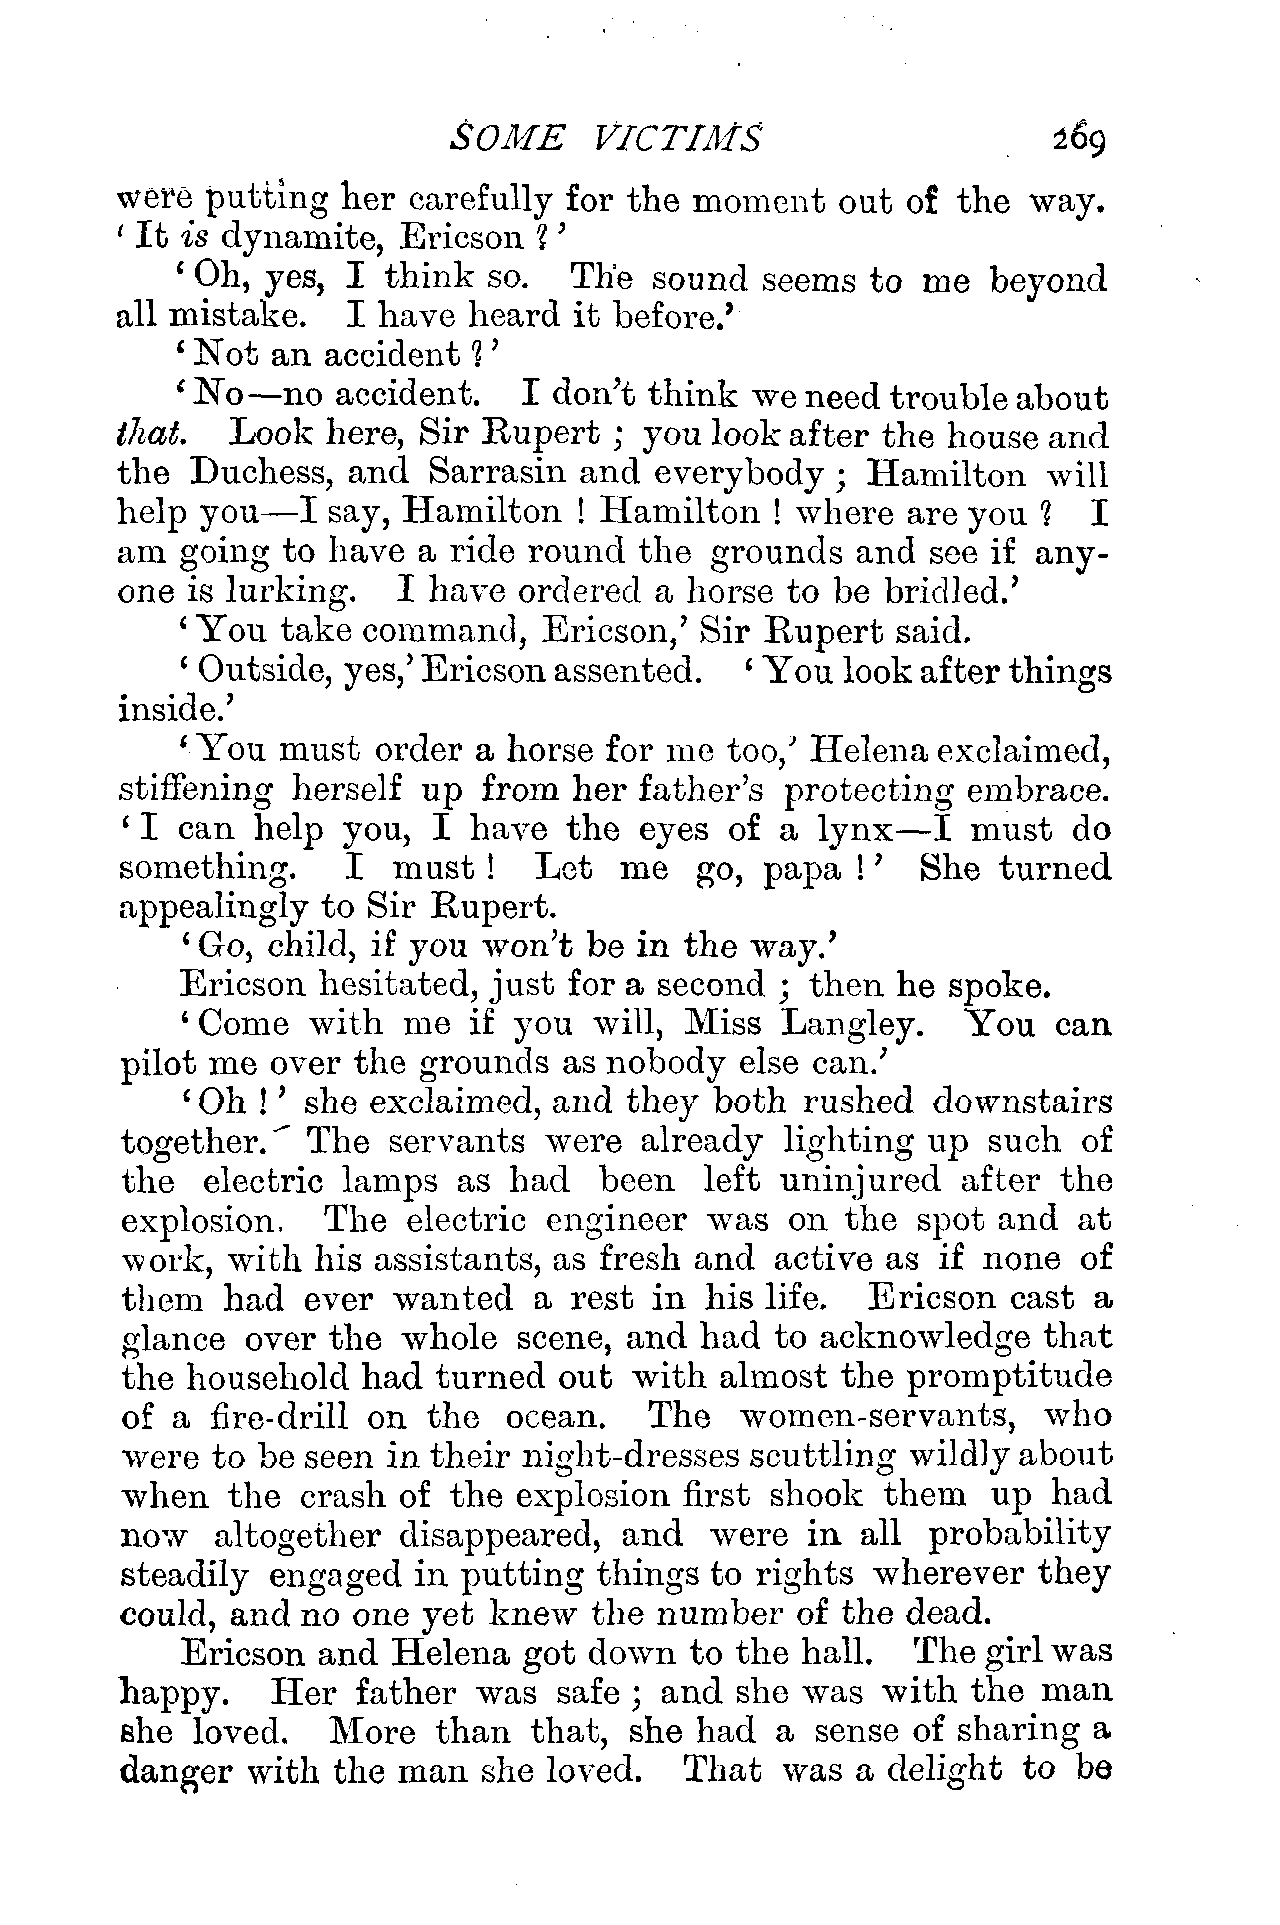 SOME VICTIMS 269
were putting her carefully for the moment out of the way.
‘ It is dynamite, Ericson ? ’
‘ Oh, yes, I think so. The sound seems to me beyond
all mistake. I have heard it before.’
‘ Not an accident ? ’
‘ No—no accident. I don’t think we need trouble about
that. Look here, Sir Rupert ; you look after the house and
the Duchess, and Sarrasin and everybody ; Hamilton will
help you—I say, Hamilton ! Hamilton ! where are you ? I
am going to have a ride round the grounds and see if any-
one is lurking. I have ordered a horse to be bridled.’
‘ You take command, Ericson,’ Sir Rupert said.
‘ Outside, yes,’ Ericson assented. ‘ You look after things
inside.’
‘ You must order a horse for me too,’ Helena exclaimed,
stiffening herself up from her father’s protecting embrace.
‘ I can help you, I have the eyes of a lynx—I must do
something. I must ! Let me go, papa ! ’ She turned
appealingly to Sir Rupert.
‘ Go, child, if you won’t be in the way.’
Ericson hesitated, just for a second ; then he spoke.
‘ Come with me if you will, Miss Langley. You can
pilot me over the grounds as nobody else can.’
‘ Oh ! ’ she exclaimed, and they both rushed downstairs
together. The servants were already lighting up such of
the electric lamps as had been left uninjured after the
explosion. The electric engineer was on the spot and at
work, with his assistants, as fresh and active as if none of
them had ever wanted a rest in his life. Ericson cast a
glance over the whole scene, and had to acknowledge that
the household had turned out with almost the promptitude
of a fire-drill on the ocean. The women-servants, who
were to be seen in their night-dresses scuttling wildly about
when the crash of the explosion first shook them up had
now altogether disappeared, and were in all probability
steadily engaged in putting things to rights wherever they
could, and no one yet knew the number of the dead.
Ericson and Helena got down to the hall. The girl was
happy. Her father was safe ; and she was with the man
she loved. More than that, she had a sense of sharing a
danger with the man she loved. That was a delight to be